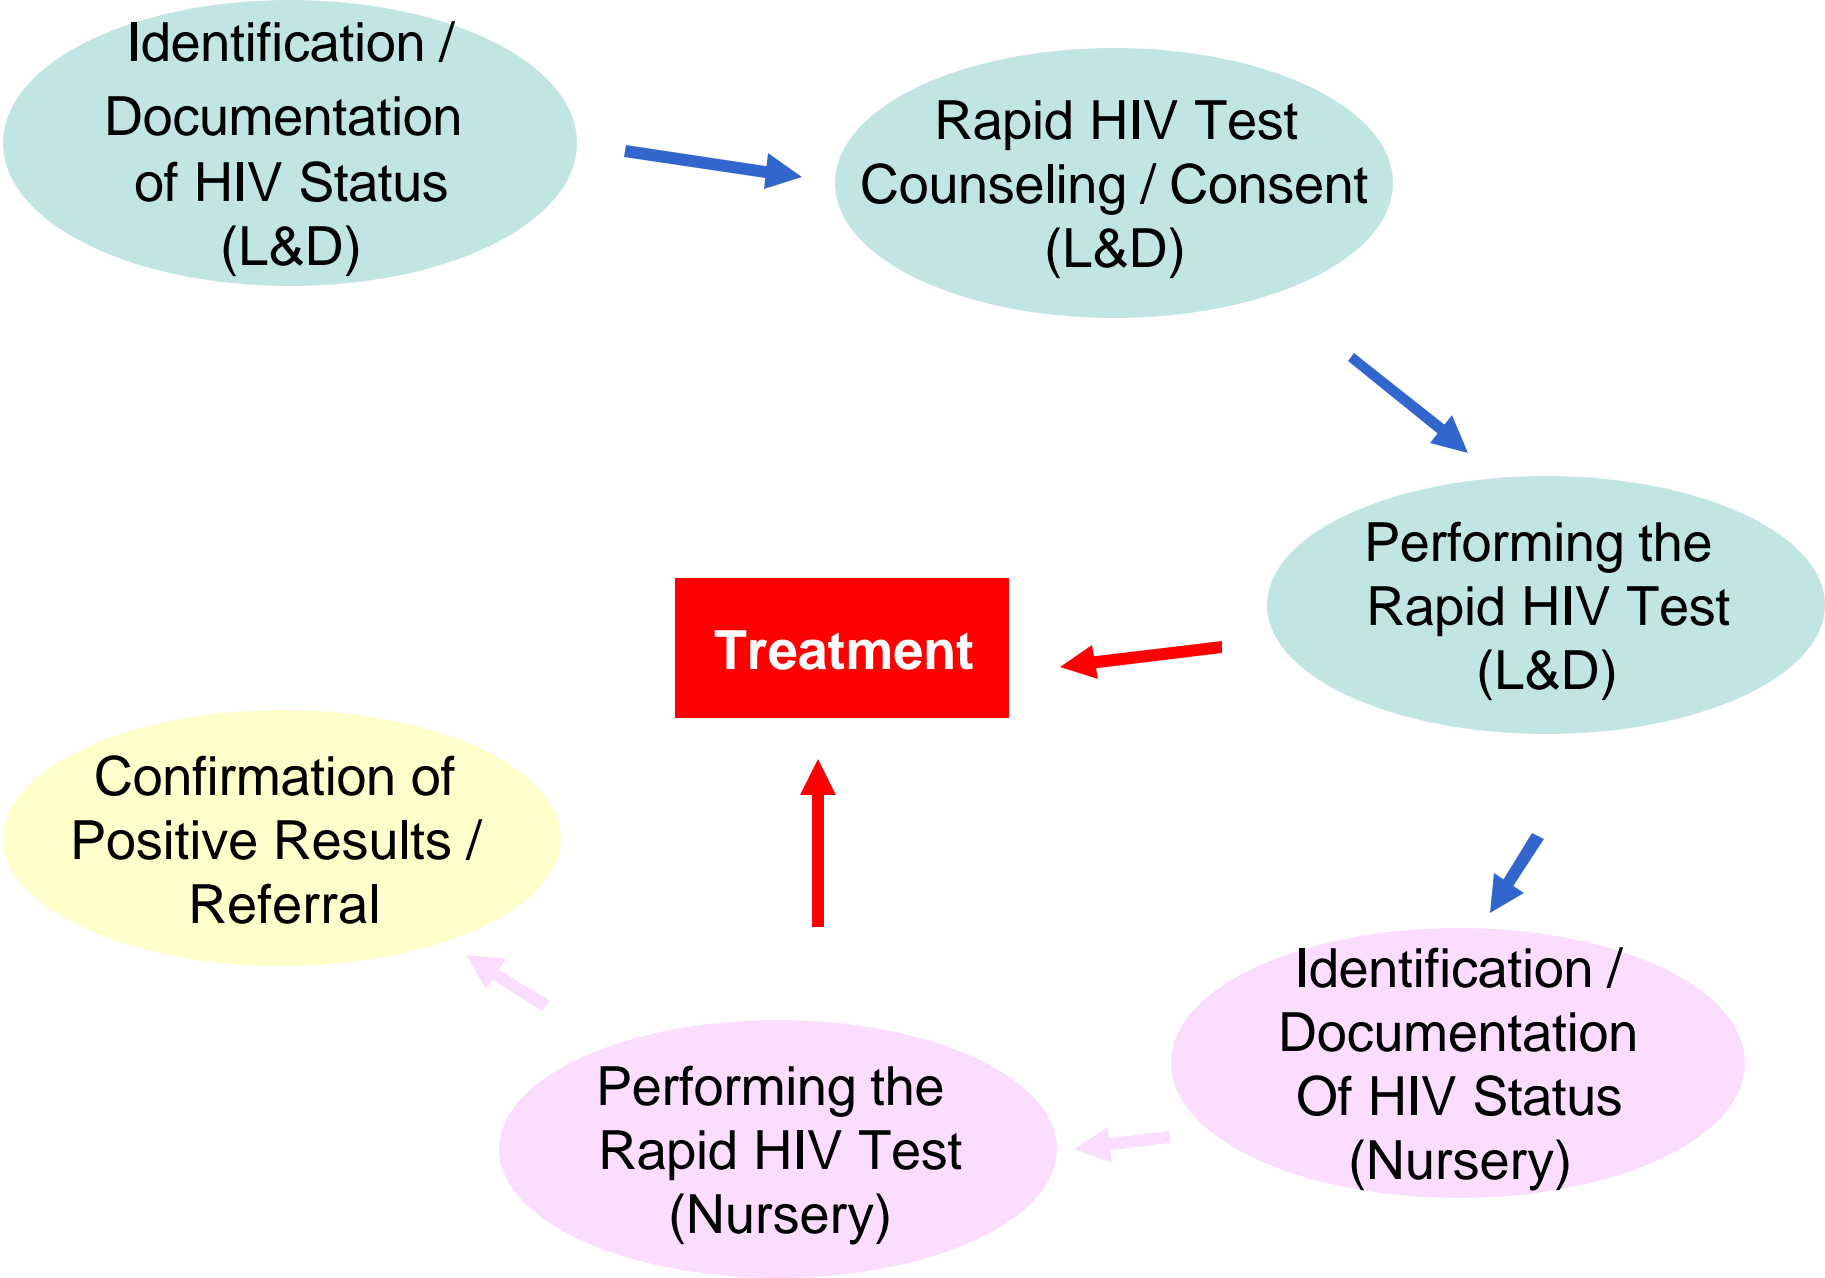 Identification /
Documentation
of HIV Status
(L&D)
Rapid HIV Test
Counseling / Consent
(L&D)
Performing the
Rapid HIV Test
(L&D)
Treatment
Confirmation of
Positive Results /
Referral
Identification /
Documentation
Of HIV Status
(Nursery)
Performing the
Rapid HIV Test
(Nursery)